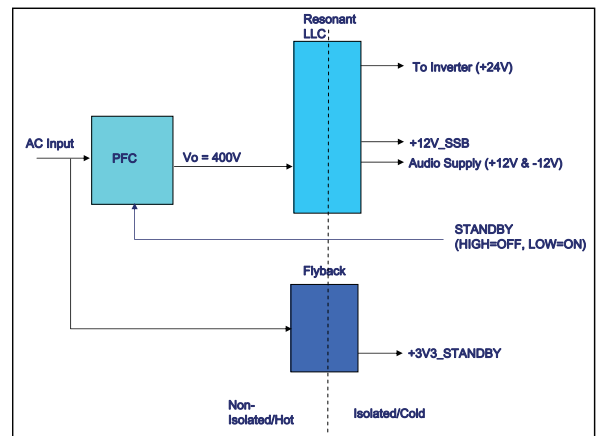 Resonant
LLC
To Inverter (+24V)
AC Input
PFC
Vo = 400V
+12V_SSB
Audio Supply (+12V & -12V)
STANDBY
(HIGH=OFF, LOW=ON)
Flyback
+3V3_STANDBY
Non-
Isolated/Hot
Isolated/Cold